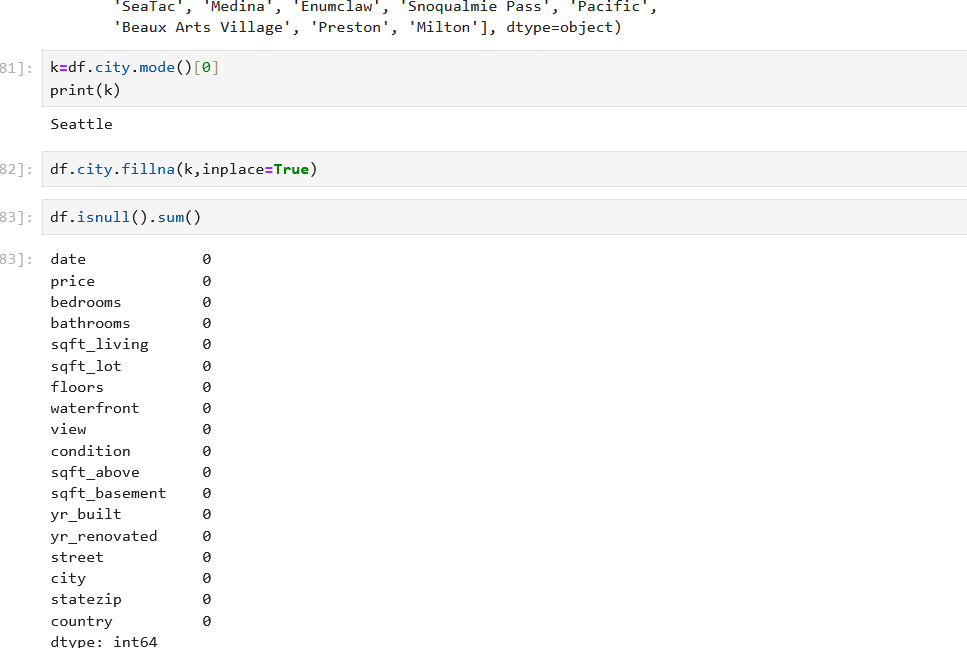 'SeaTac', 'Medina', 'Enumclaw', 'Snoqualmie Pass', 'Pacific',
'Beaux Arts Village', 'Preston', 'Milton'], dtype=object)
81]: k=df.city.mode()[0]
print(k)
Seattle
82]: df.city.fillna(k,inplace=True)
83]: df.isnull().sum()
83]: date 0
price 0
bedrooms 0
bathrooms 0
sqft_living 0
sqft_lot 0
floors 0
waterfront 0
view 0
condition 0
sqft_above 0
sqft_basement 0
yr_built 0
yr_renovated 0
street 0
city 0
statezip 0
country 0
dtype: int64